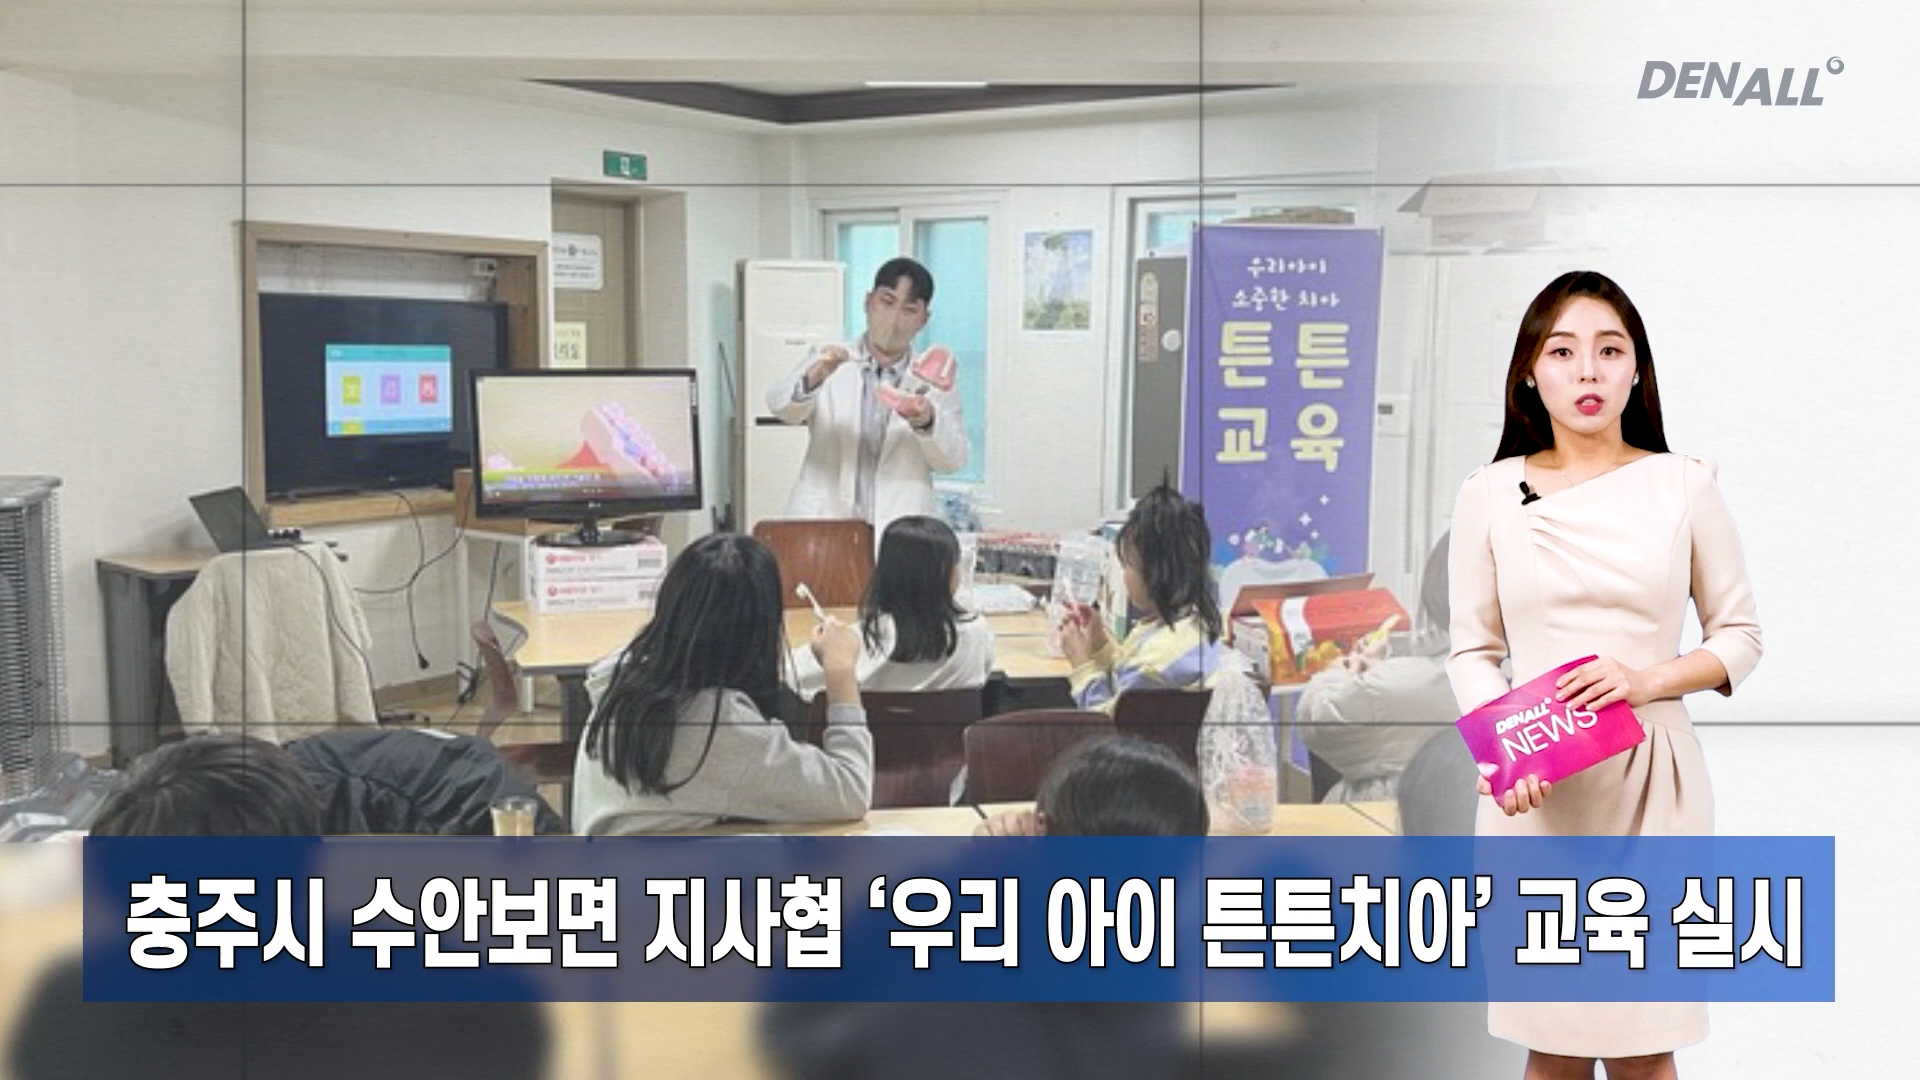 DENALL
우리아이
소중한 치아
튼튼
교육
DENALL
NEWS
충주시 수안보면 지사협 ‘우리 아이 튼튼치아’ 교육 실시